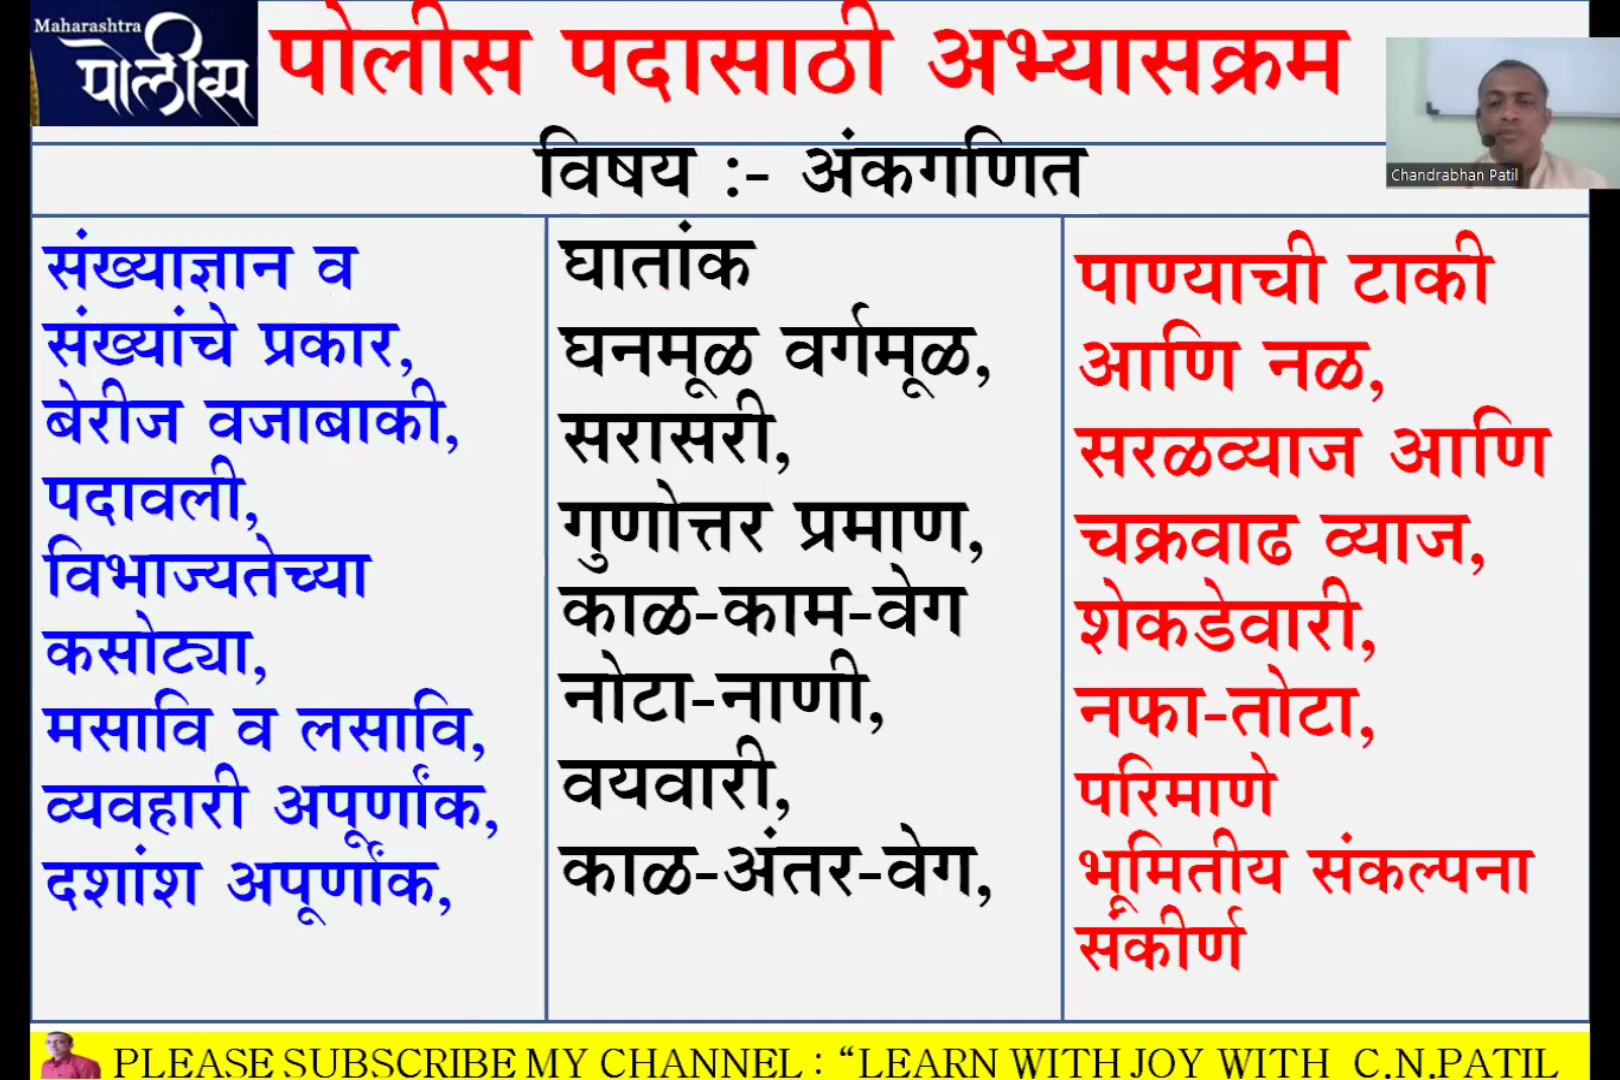 Maharashtra
पोलीस
पोलीस पदासाठी अभ्यासक्रम
Chandrabhan Patil
विषय :- अंकगणित
संख्याज्ञान व
संख्यांचे प्रकार,
बेरीज वजाबाकी,
पदावली,
विभाज्यतेच्या
कसोट्या,
मसावि व लसावि,
व्यवहारी अपूर्णांक,
दशांश अपूर्णांक,
घातांक
घनमूळ वर्गमूळ,
सरासरी,
गुणोत्तर प्रमाण,
काळ-काम-वेग
नोटा-नाणी,
वयवारी,
काळ-अंतर-वेग,
पाण्याची टाकी
आणि नळ,
सरळव्याज आणि
चक्रवाढ व्याज,
शेकडेवारी,
नफा-तोटा,
परिमाणे
भूमितीय संकल्पना
संकीर्ण
PLEASE SUBSCRIBE MY CHANNEL : “LEARN WITH JOY WITH C.N.PATIL